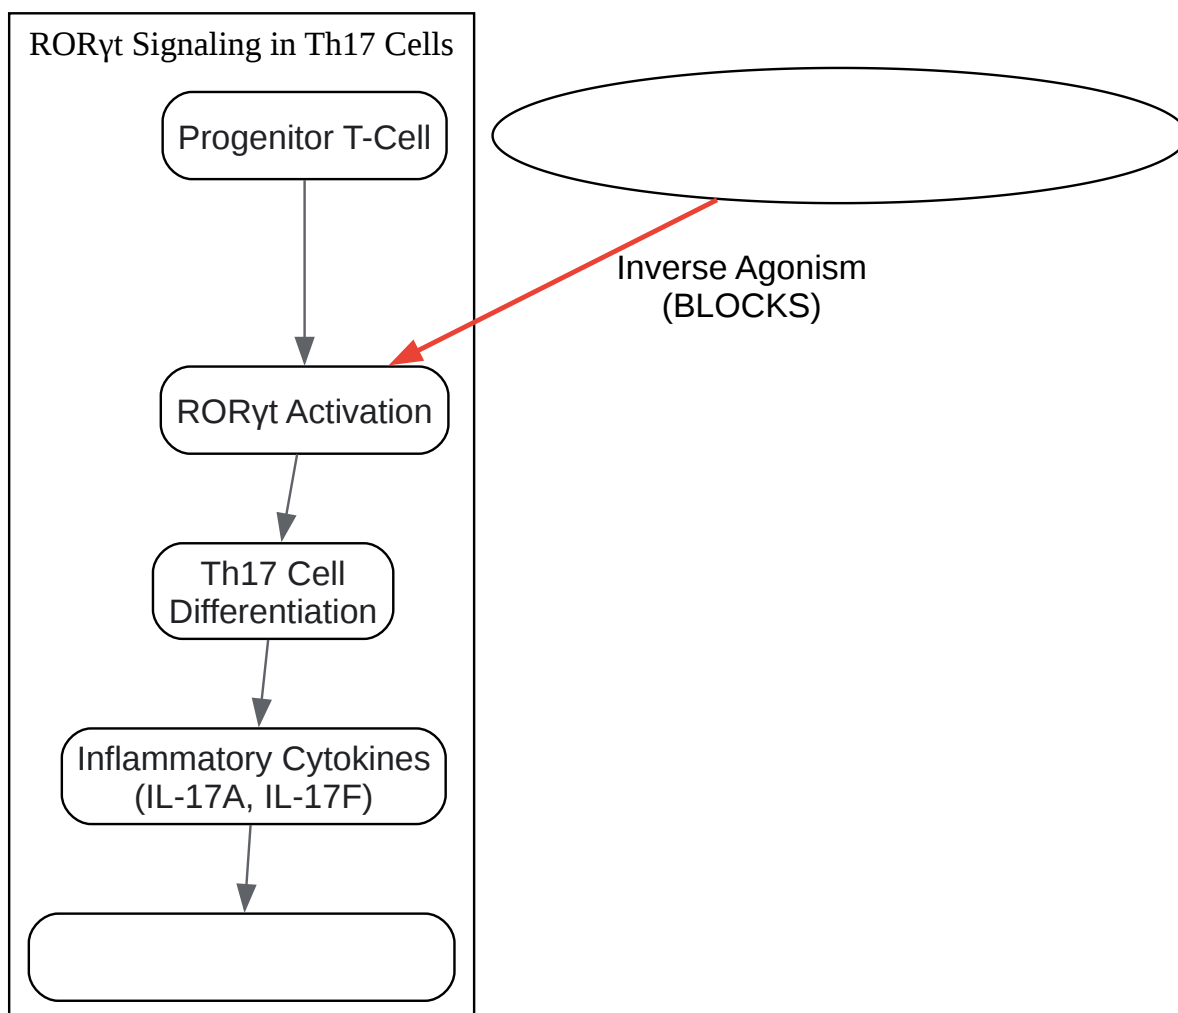 RORγt Signaling in Th17 Cells
Progenitor T-Cell
Inverse Agonism
(BLOCKS)
RORγt Activation
Th17 Cell
Differentiation
Inflammatory Cytokines
(IL-17A, IL-17F)